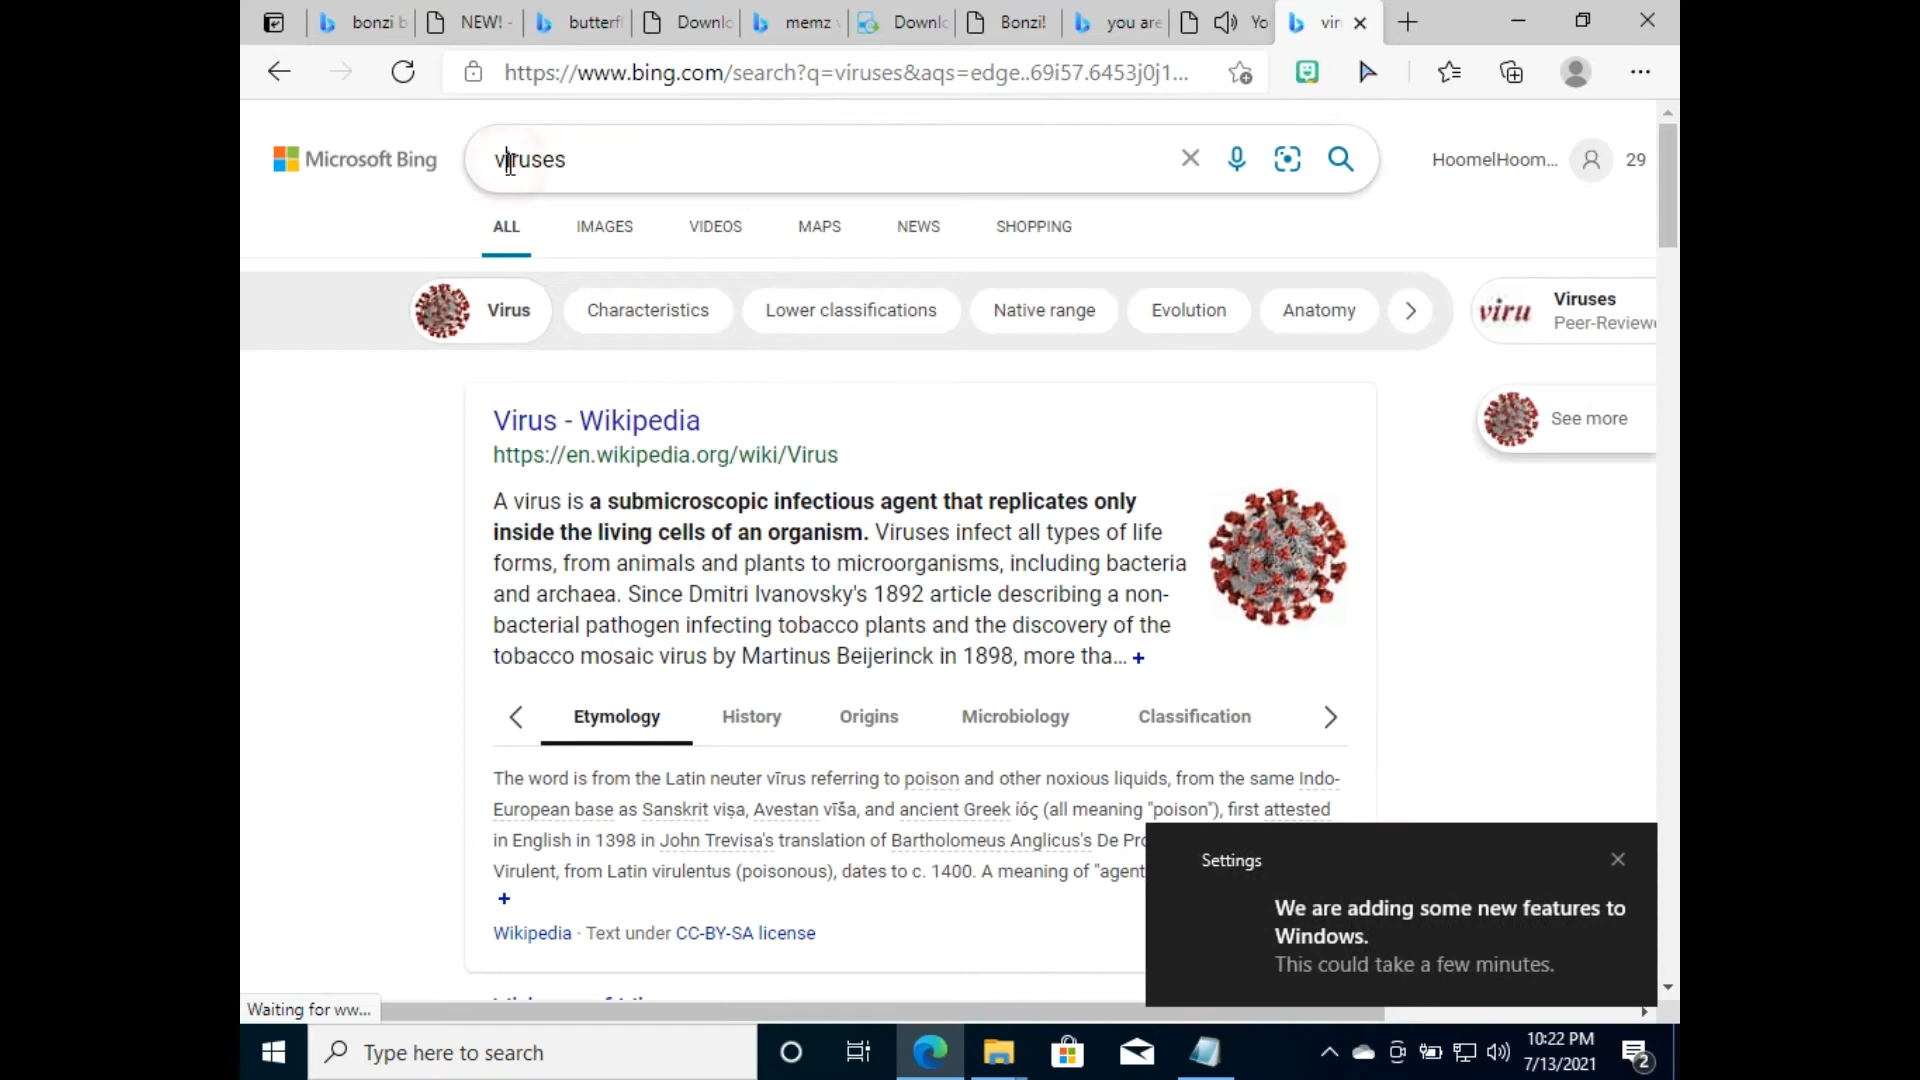 bonzi b
NEW! -
butterfl
Downlo
memz v
Downlo
Bonzi!
you are
Yo
vir
https://www.bing.com/search?q=viruses&aqs=edge..69i57.6453j0j1...
Microsoft Bing
viruses
HoomelHoom...
29
ALL
IMAGES
VIDEOS
MAPS
NEWS
SHOPPING
Virus
Characteristics
Lower classifications
Native range
Evolution
Anatomy
viru
Viruses
Peer-Reviewe
See more
Virus - Wikipedia
https://en.wikipedia.org/wiki/Virus
A virus is a submicroscopic infectious agent that replicates only
inside the living cells of an organism. Viruses infect all types of life
forms, from animals and plants to microorganisms, including bacteria
and archaea. Since Dmitri Ivanovsky's 1892 article describing a non-
bacterial pathogen infecting tobacco plants and the discovery of the
tobacco mosaic virus by Martinus Beijerinck in 1898, more tha... +
Etymology
History
Origins
Microbiology
Classification
The word is from the Latin neuter vīrus referring to poison and other noxious liquids, from the same Indo-
European base as Sanskrit viṣa, Avestan vīša, and ancient Greek ἰός (all meaning "poison"), first attested
in English in 1398 in John Trevisa's translation of Bartholomeus Anglicus's De Pro
Virulent, from Latin virulentus (poisonous), dates to c. 1400. A meaning of "agent
+
Wikipedia · Text under CC-BY-SA license
Settings
We are adding some new features to
Windows.
This could take a few minutes.
Waiting for ww...
Type here to search
10:22 PM
7/13/2021
2